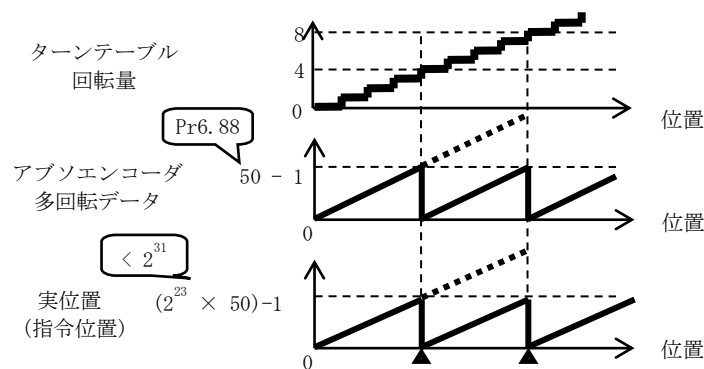 8
ターンテーブル
回転量
4
0
位置
Pr6.88
アブソエンコーダ
多回転データ
50 - 1
0
位置
< 2^31
実位置
(指令位置)
(2^23 × 50)-1
0
位置